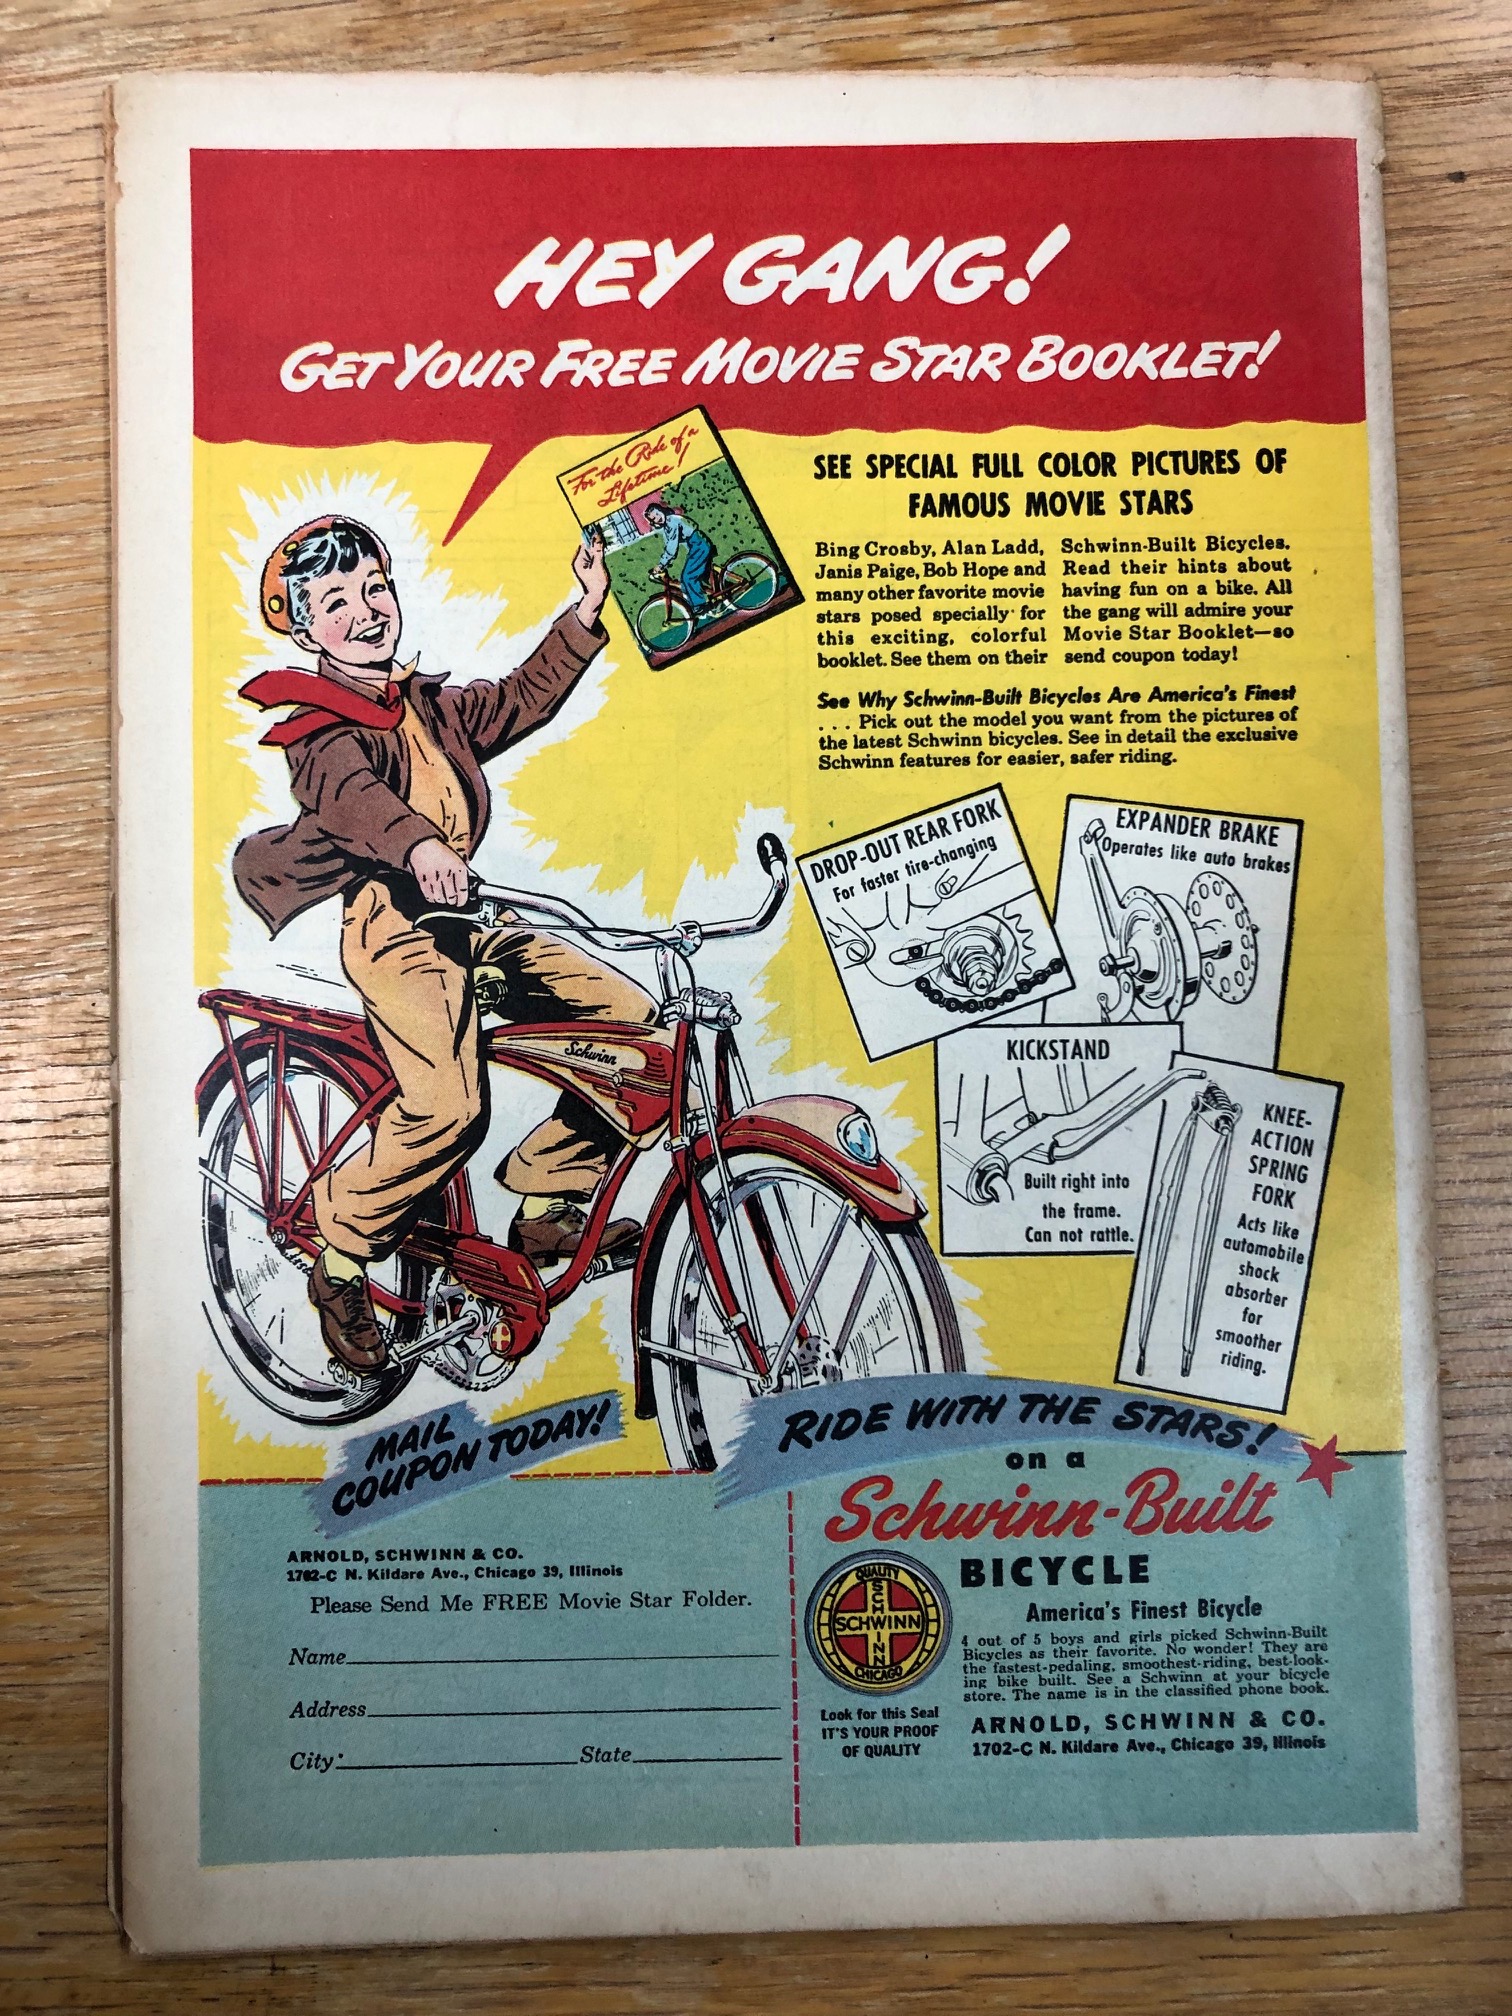 HEY GANG!
GET YOUR FREE MOVIE STAR BOOKLET!
For the Ride of a
Lifetime!
SEE SPECIAL FULL COLOR PICTURES OF
FAMOUS MOVIE STARS
Bing Crosby, Alan Ladd,
Janis Paige, Bob Hope and
many other favorite movie
stars posed specially for
this exciting, colorful
booklet. See them on their
Schwinn-Built Bicycles.
Read their hints about
having fun on a bike. All
the gang will admire your
Movie Star Booklet—so
send coupon today!
See Why Schwinn-Built Bicycles Are America's Finest
. . . Pick out the model you want from the pictures of
the latest Schwinn bicycles. See in detail the exclusive
Schwinn features for easier, safer riding.
DROP-OUT REAR FORK
For faster tire-changing
EXPANDER BRAKE
Operates like auto brakes
KICKSTAND
Built right into
the frame.
Can not rattle.
KNEE-
ACTION
SPRING
FORK
Acts like
automobile
shock
absorber
for
smoother
riding.
Schwinn
MAIL
COUPON TODAY!
ARNOLD, SCHWINN & CO.
1702-C N. Kildare Ave., Chicago 39, Illinois
Please Send Me FREE Movie Star Folder.
Name
Address
City: State
RIDE WITH THE STARS!
on a
Schwinn-Built
BICYCLE
QUALITY
SCHWINN
SCHWINN
CHICAGO
Look for this Seal
IT'S YOUR PROOF
OF QUALITY
America's Finest Bicycle
4 out of 5 boys and girls picked Schwinn-Built
Bicycles as their favorite. No wonder! They are
the fastest-pedaling, smoothest-riding, best-look-
ing bike built. See a Schwinn at your bicycle
store. The name is in the classified phone book.
ARNOLD, SCHWINN & CO.
1702-C N. Kildare Ave., Chicago 39, Illinois